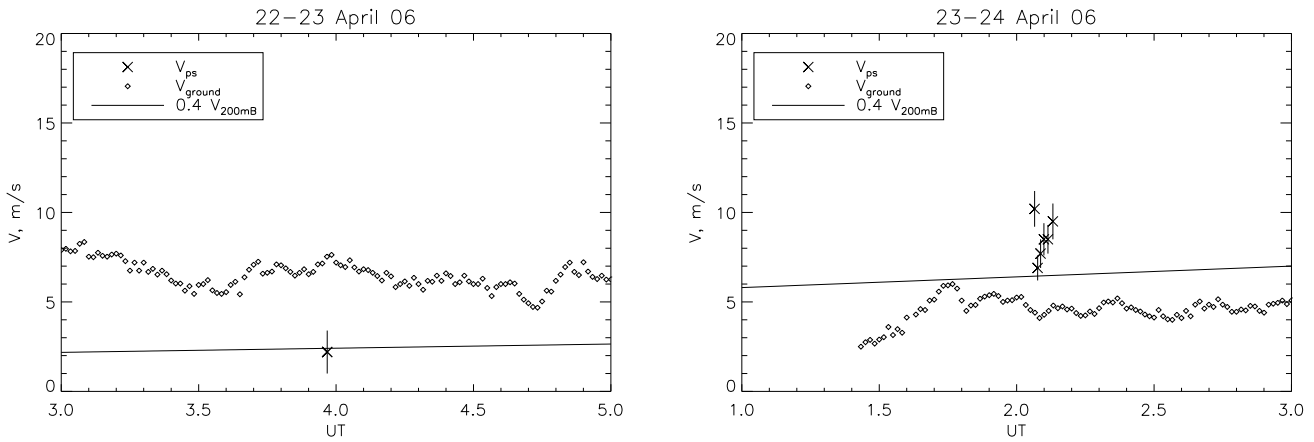 22−23 April 06
20
15
10
5
0
V, m/s
V_ps
V_ground
0.4 V_200mB
3.0 3.5 4.0 4.5 5.0
UT
23−24 April 06
20
15
10
5
0
V, m/s
V_ps
V_ground
0.4 V_200mB
1.0 1.5 2.0 2.5 3.0
UT